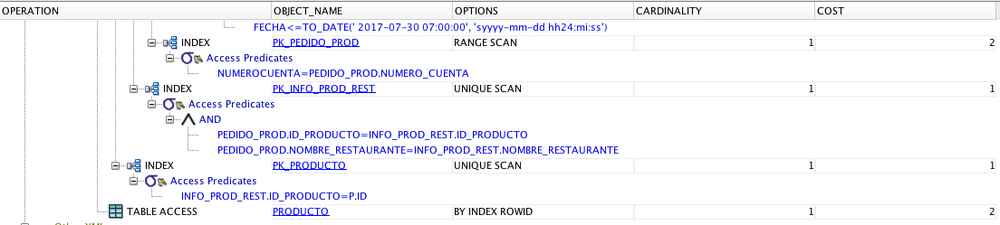 OPERATION OBJECT_NAME OPTIONS CARDINALITY COST
FECHA<=TO_DATE(' 2017-07-30 07:00:00', 'syyyy-mm-dd hh24:mi:ss')
INDEX PK_PEDIDO_PROD RANGE SCAN 1 2
Access Predicates
NUMEROCUENTA=PEDIDO_PROD.NUMERO_CUENTA
INDEX PK_INFO_PROD_REST UNIQUE SCAN 1 1
Access Predicates
AND
PEDIDO_PROD.ID_PRODUCTO=INFO_PROD_REST.ID_PRODUCTO
PEDIDO_PROD.NOMBRE_RESTAURANTE=INFO_PROD_REST.NOMBRE_RESTAURANTE
INDEX PK_PRODUCTO UNIQUE SCAN 1 1
Access Predicates
INFO_PROD_REST.ID_PRODUCTO=P.ID
TABLE ACCESS PRODUCTO BY INDEX ROWID 1 2